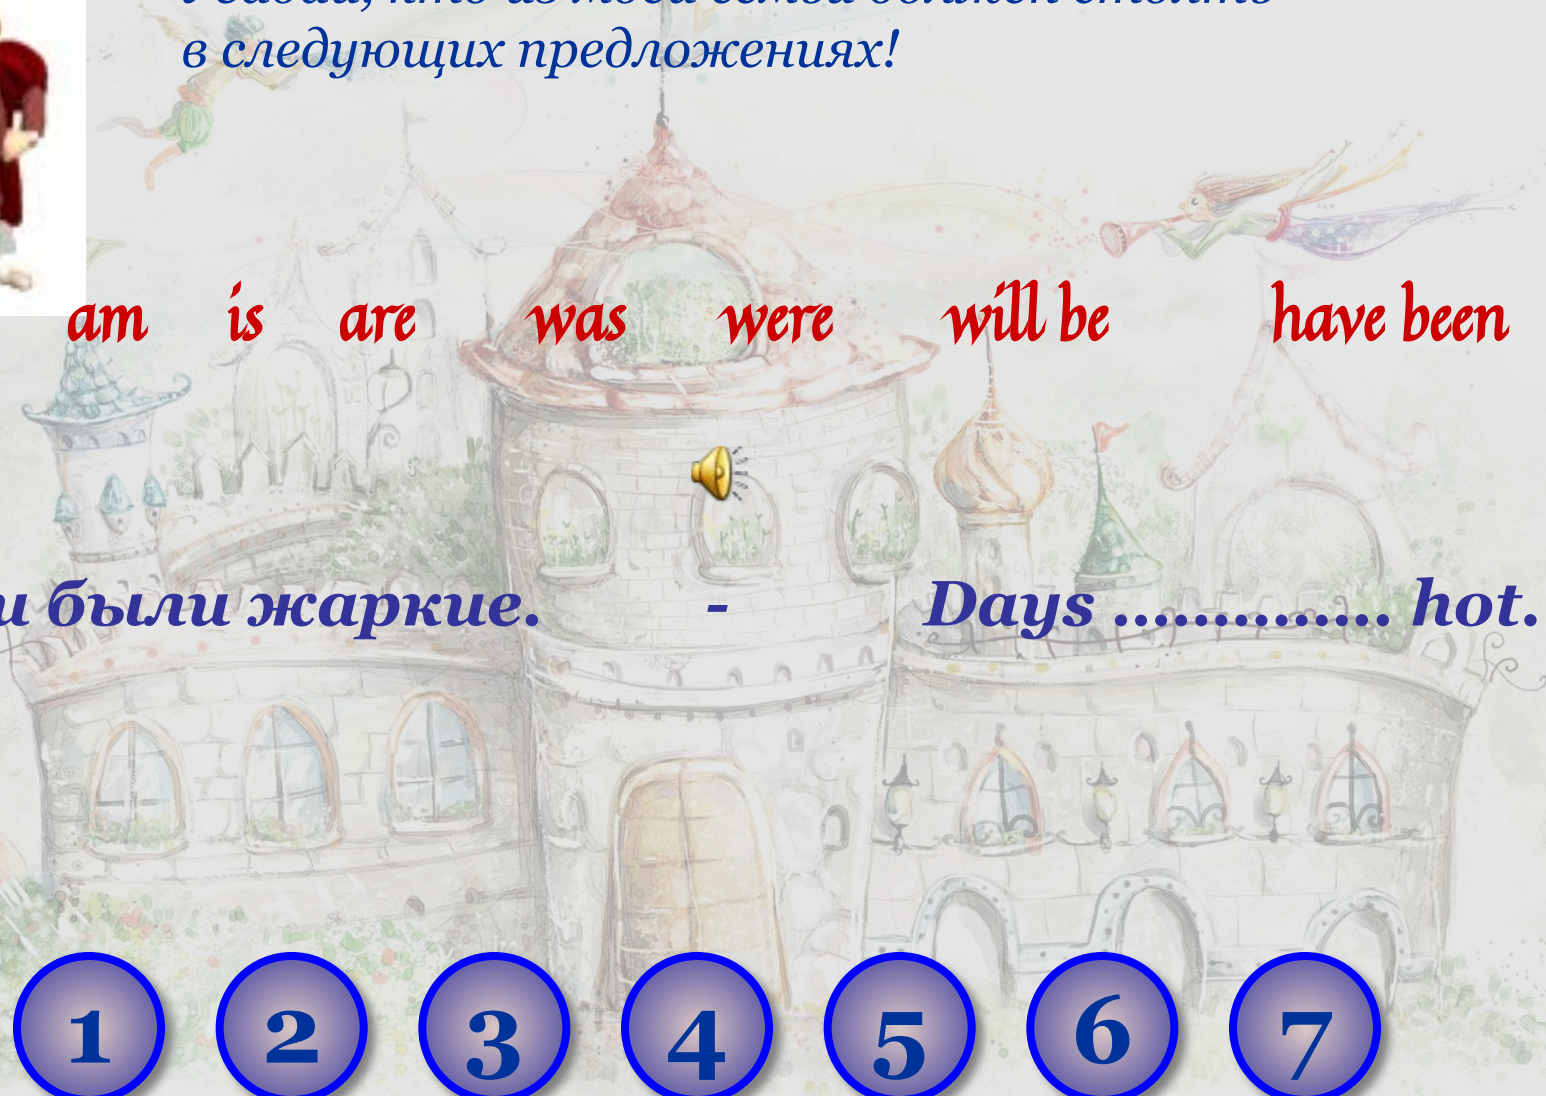 в следующих предложениях!
am is are was were will be have been
были жаркие. - Days ............. hot.
1 2 3 4 5 6 7